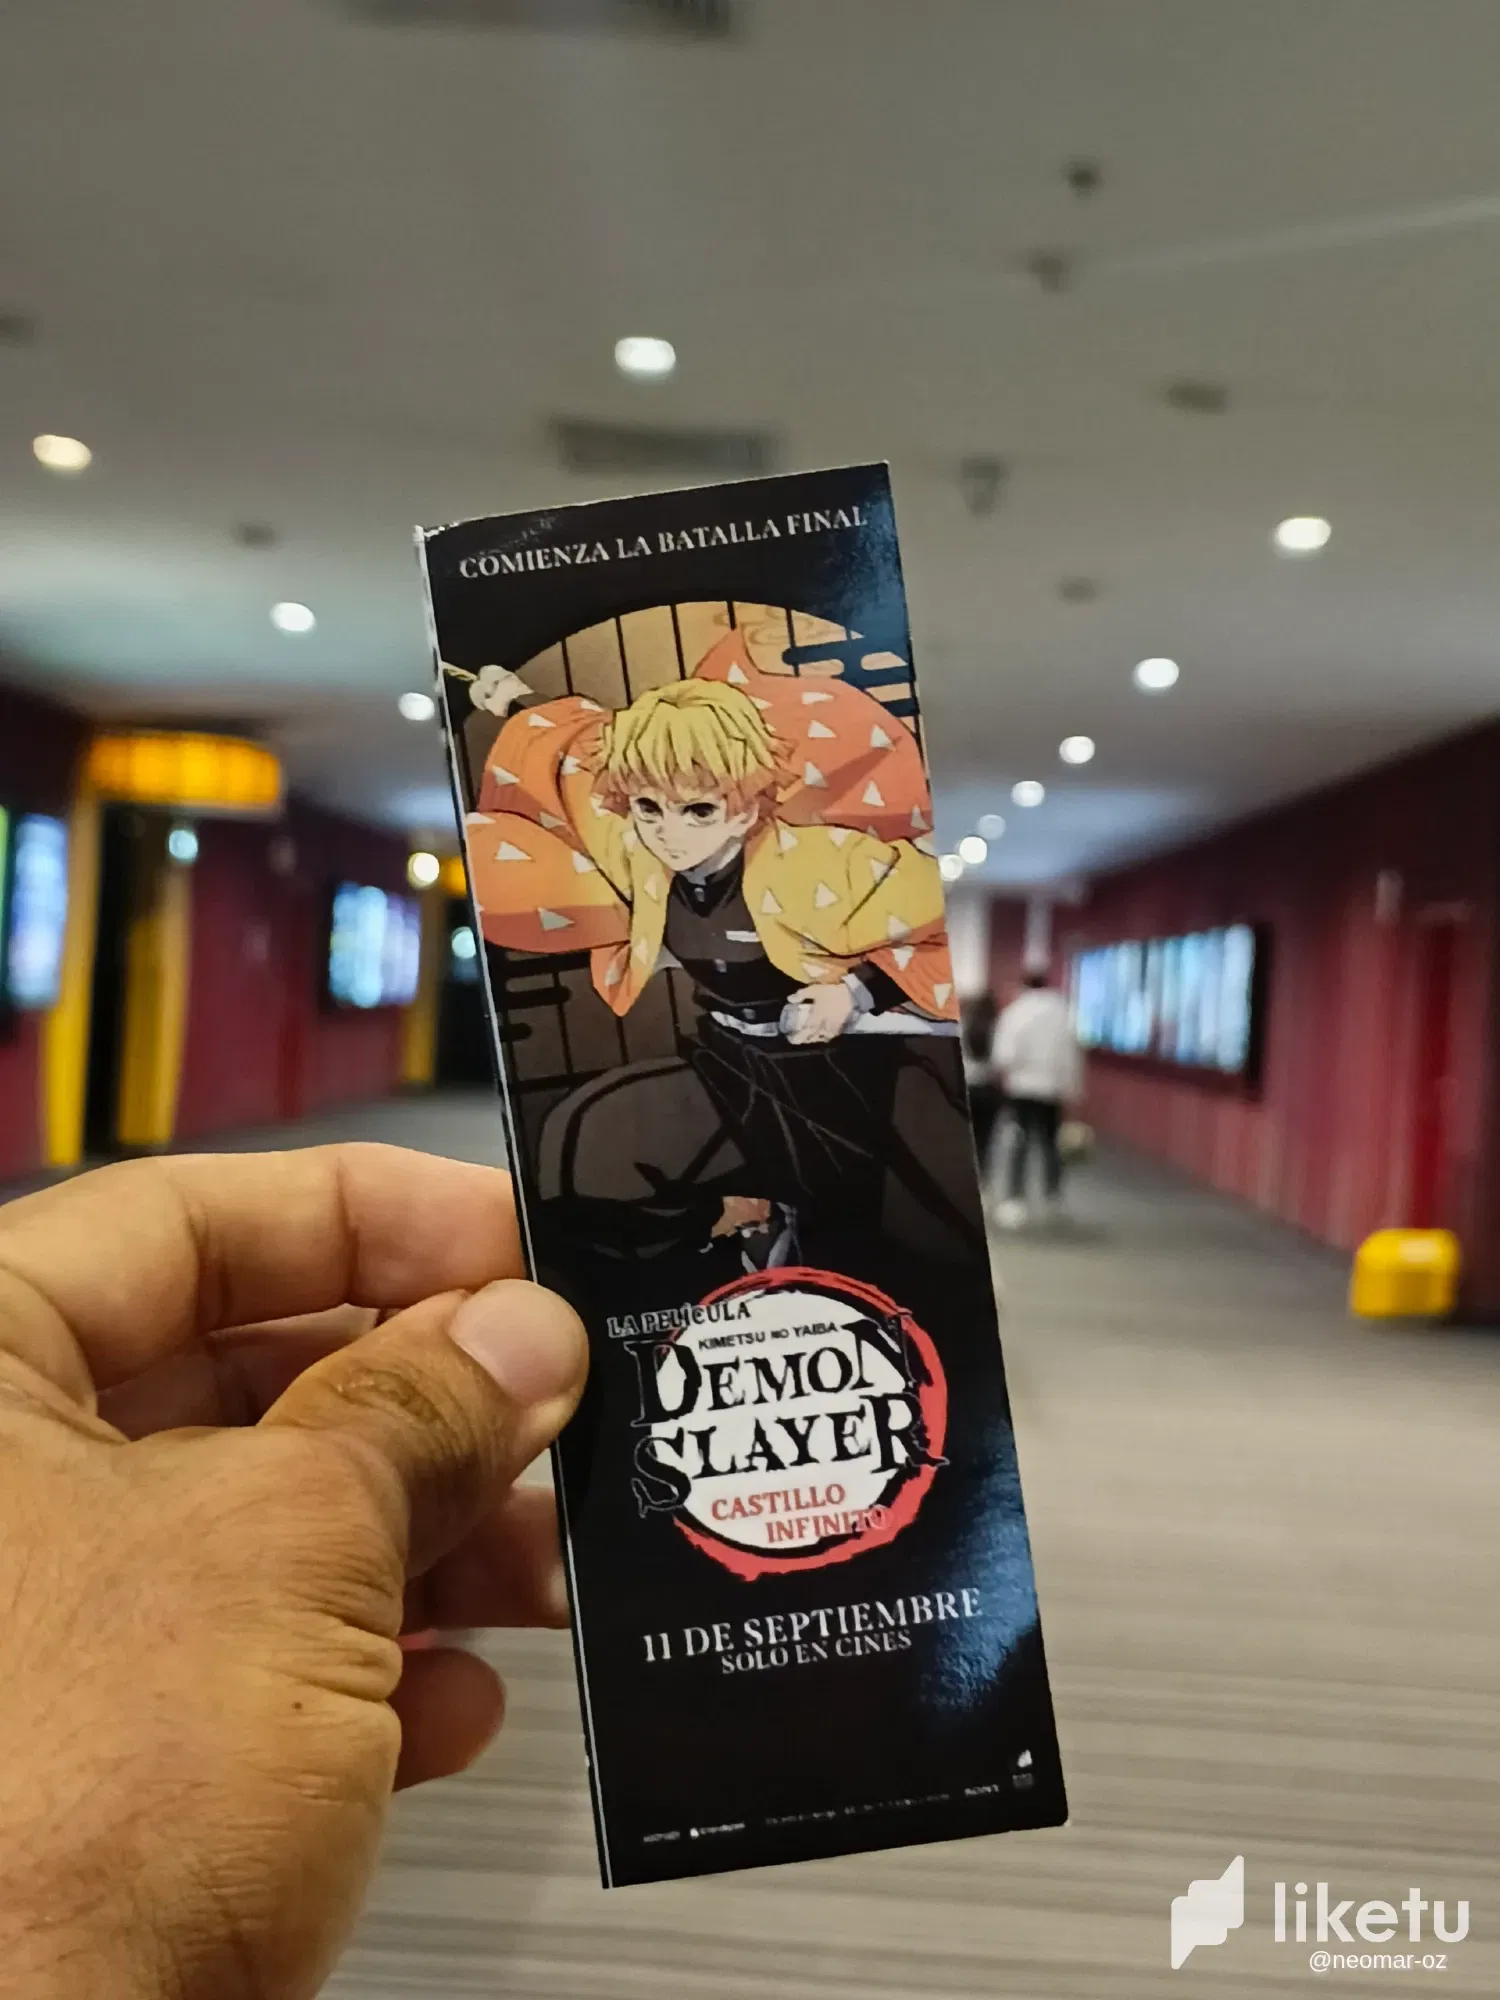 COMIENZA LA BATALLA FINAL
LA PELÍCULA
KIMETSU NO YAIBA
DEMON
SLAYER
CASTILLO
INFINITO
11 DE SEPTIEMBRE
SOLO EN CINES
SONY
liketu
@neomar-oz